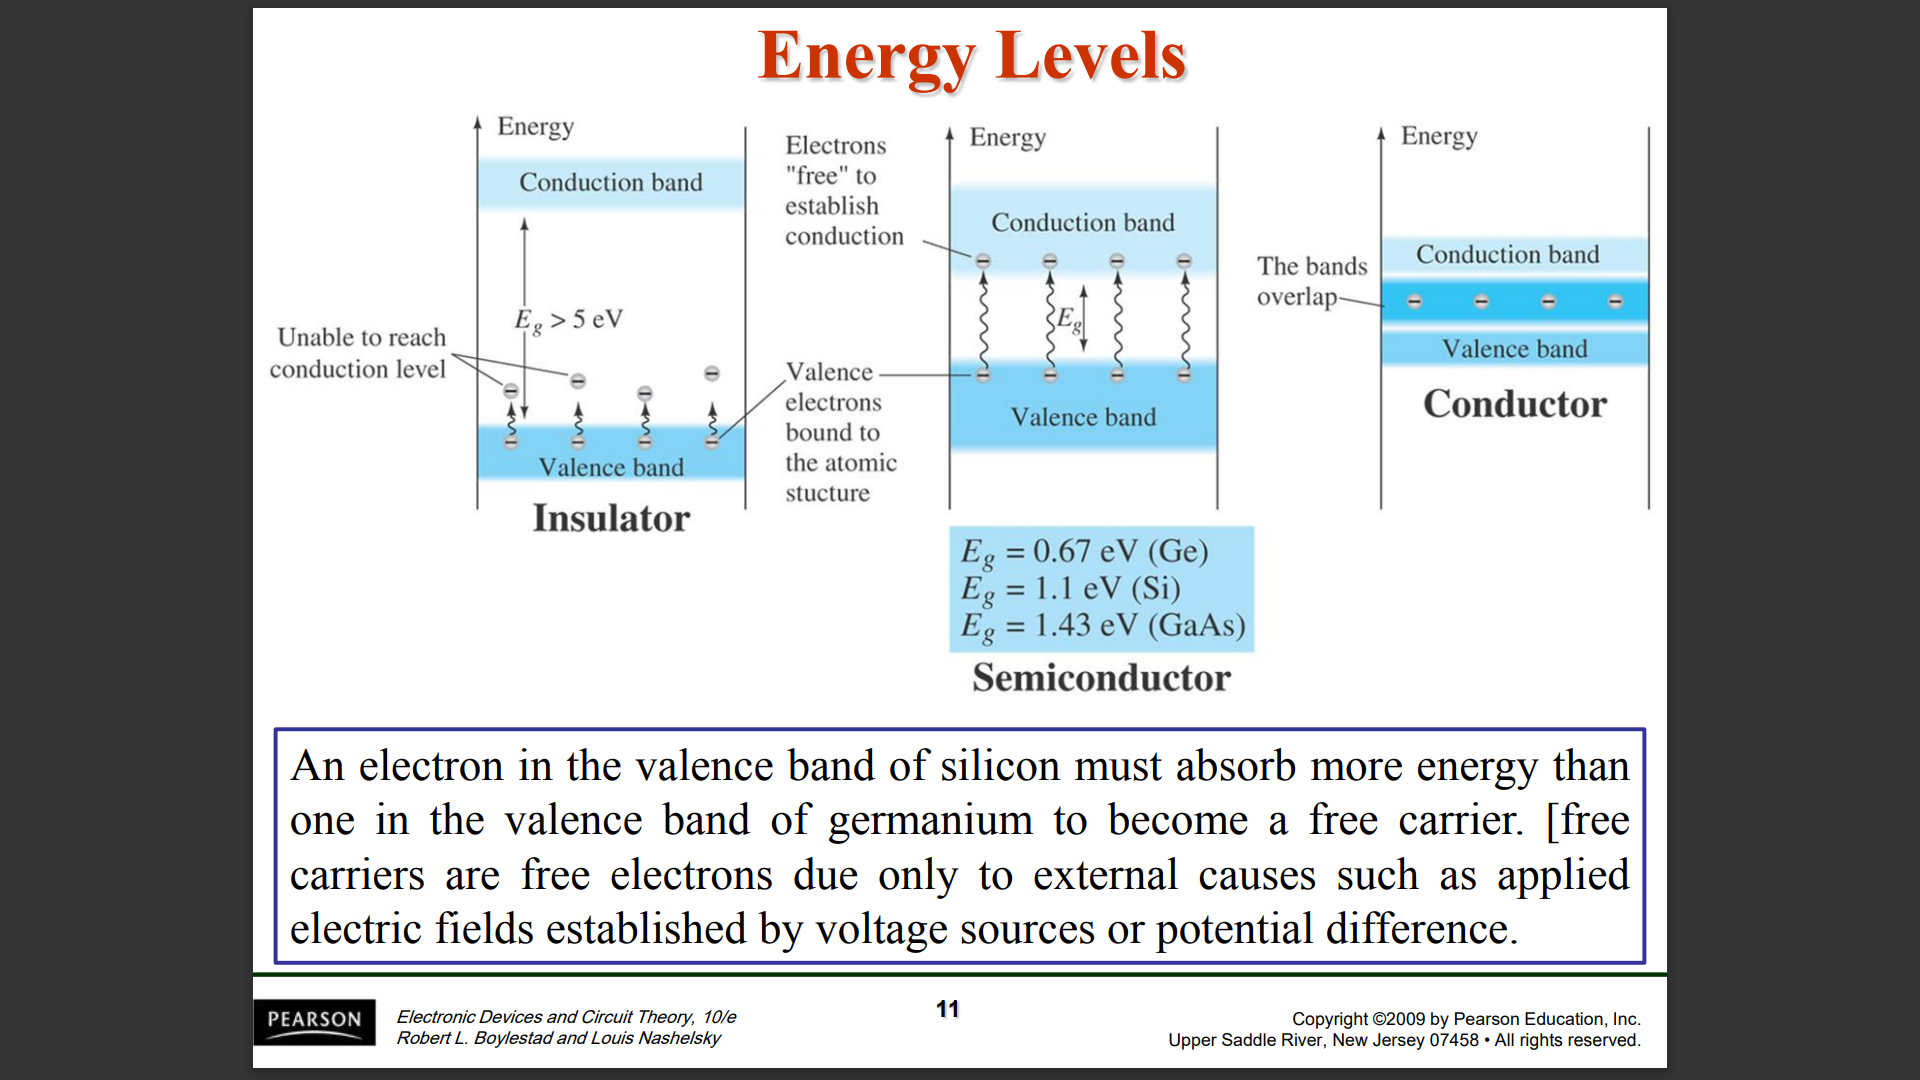 Energy Levels
Energy
Conduction band
E_g > 5 eV
Unable to reach
conduction level
Valence band
Insulator
Electrons
"free" to
establish
conduction
Valence
electrons
bound to
the atomic
stucture
Energy
Conduction band
E_g
Valence band
E_g = 0.67 eV (Ge)
E_g = 1.1 eV (Si)
E_g = 1.43 eV (GaAs)
Semiconductor
The bands
overlap
Energy
Conduction band
Valence band
Conductor
An electron in the valence band of silicon must absorb more energy than
one in the valence band of germanium to become a free carrier. [free
carriers are free electrons due only to external causes such as applied
electric fields established by voltage sources or potential difference.
PEARSON
Electronic Devices and Circuit Theory, 10/e
Robert L. Boylestad and Louis Nashelsky
11
Copyright ©2009 by Pearson Education, Inc.
Upper Saddle River, New Jersey 07458 • All rights reserved.